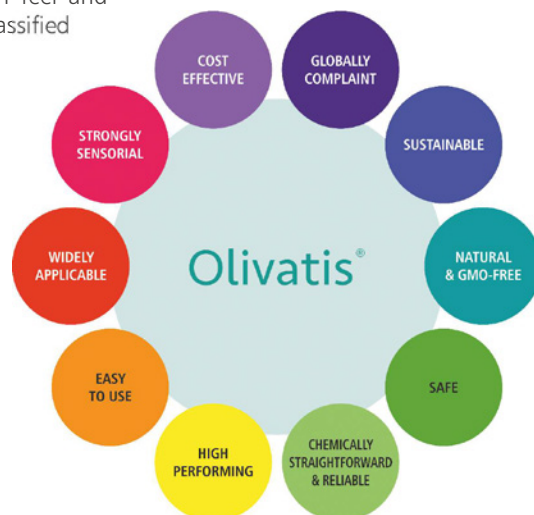 assified
COST
EFFECTIVE
GLOBALLY
COMPLAINT
STRONGLY
SENSORIAL
SUSTAINABLE
WIDELY
APPLICABLE
Olivatis®
NATURAL
& GMO-FREE
EASY
TO USE
SAFE
HIGH
PERFORMING
CHEMICALLY
STRAIGHTFORWARD
& RELIABLE